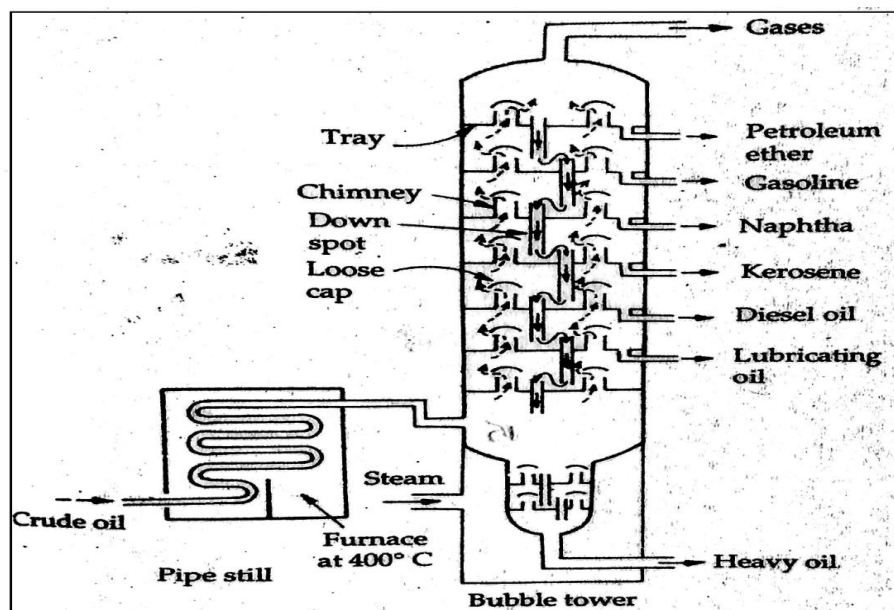 Gases
Petroleum
ether
Gasoline
Naphtha
Kerosene
Diesel oil
Lubricating
oil
Heavy oil
Tray
Chimney
Down
spot
Loose
cap
Steam
Crude oil
Furnace
at 400° C
Pipe still
Bubble tower